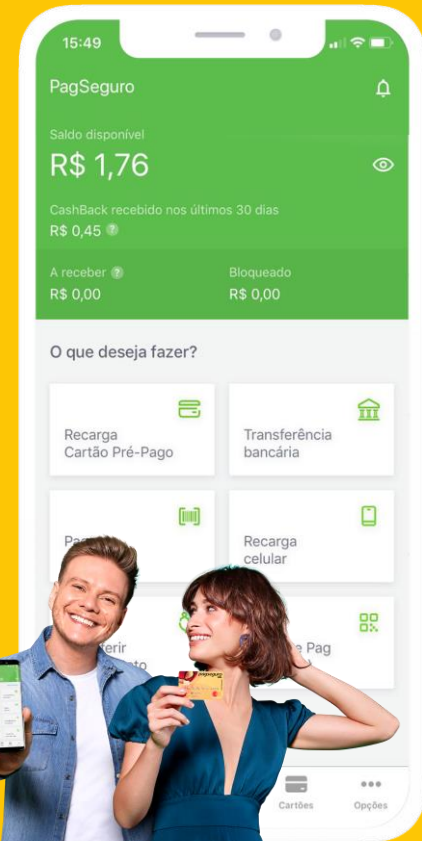 15:49
PagSeguro
Saldo disponível
R$ 1,76
CashBack recebido nos últimos 30 dias
R$ 0,45 ?
A receber ? Bloqueado
R$ 0,00 R$ 0,00
O que deseja fazer?
Recarga
Cartão Pré-Pago
Transferência
bancária
Recarga
celular
Pag
Cartões Opções